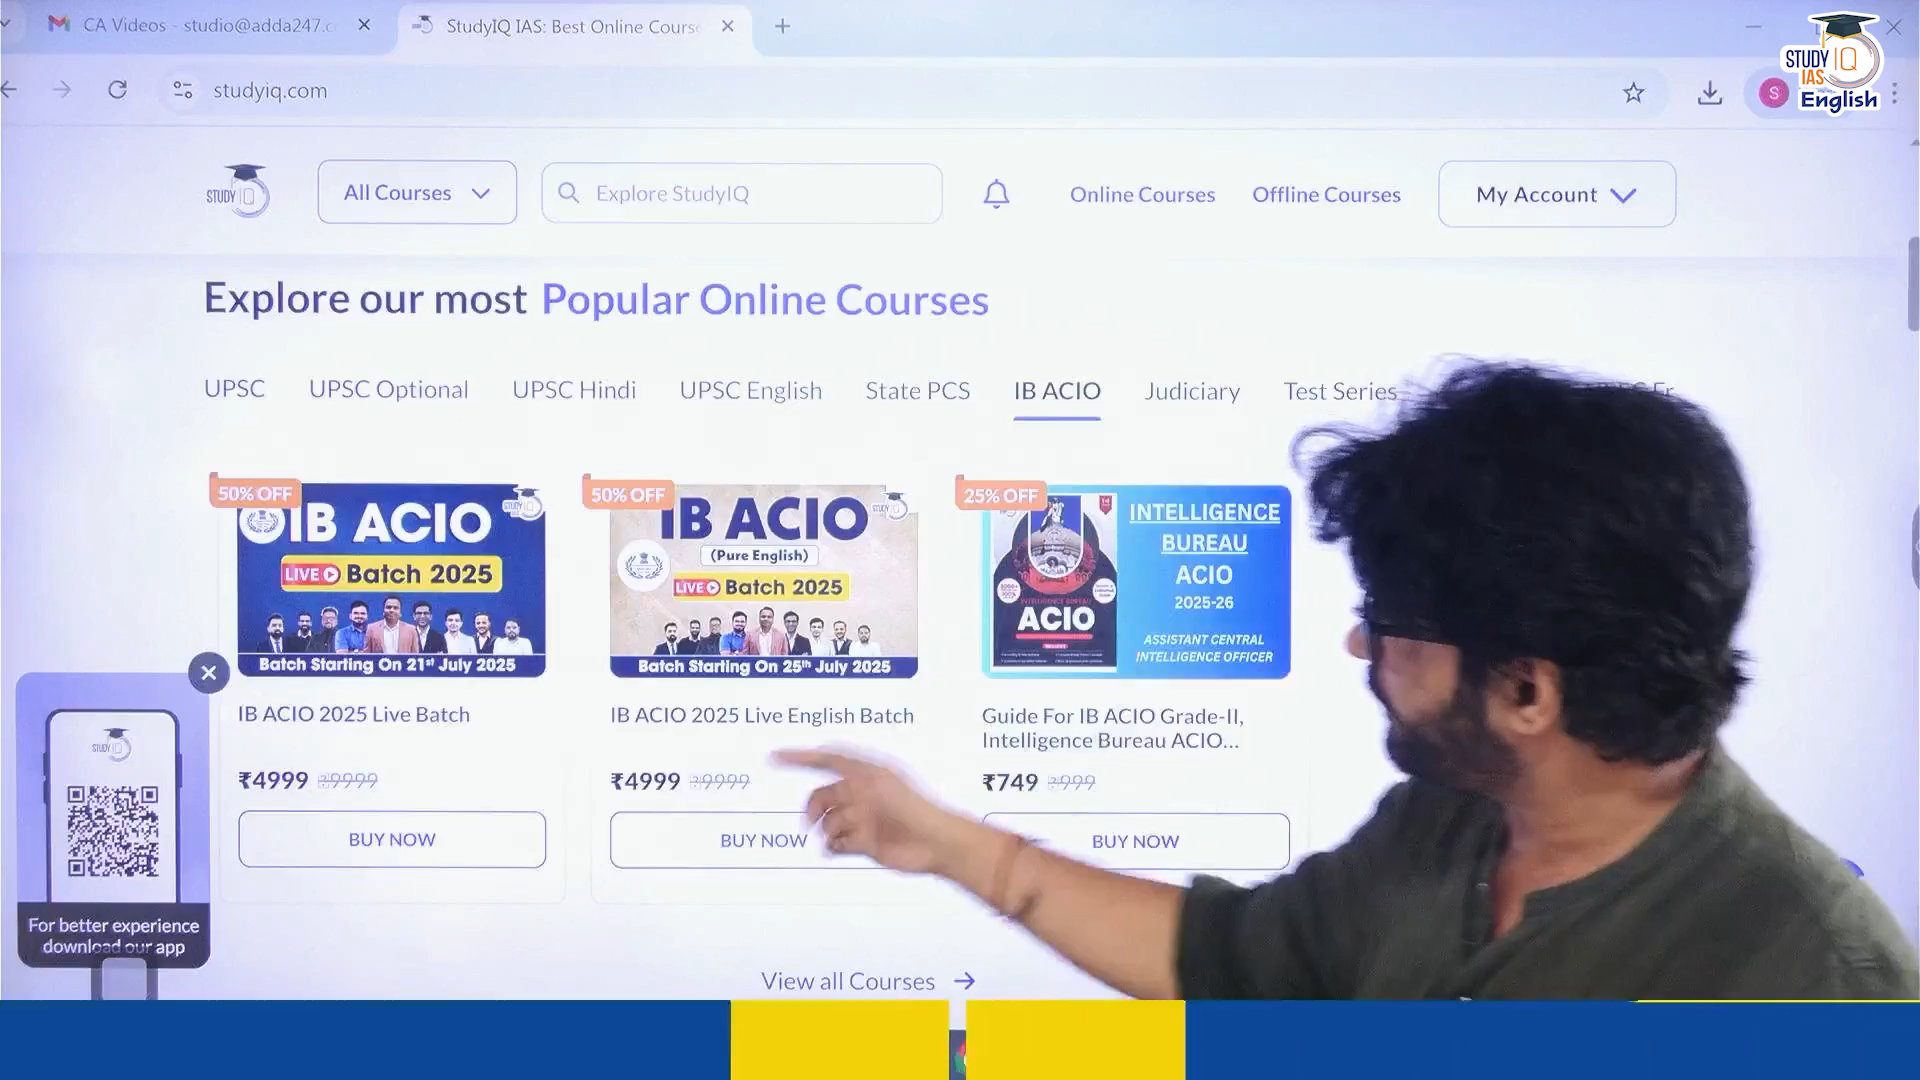 CA Videos - studio@adda247.c
StudyIQ IAS: Best Online Cours
STUDY IQ
IAS
English
studyiq.com
S
STUDY IQ
All Courses
Explore StudyIQ
Online Courses
Offline Courses
My Account
Explore our most Popular Online Courses
UPSC
UPSC Optional
UPSC Hindi
UPSC English
State PCS
IB ACIO
Judiciary
Test Series
50% OFF
IB ACIO
LIVE Batch 2025
Batch Starting On 21st July 2025
IB ACIO 2025 Live Batch
₹4999 9999
BUY NOW
50% OFF
IB ACIO
(Pure English)
LIVE Batch 2025
Batch Starting On 25th July 2025
IB ACIO 2025 Live English Batch
₹4999 9999
BUY NOW
25% OFF
ACIO
INTELLIGENCE
BUREAU
ACIO
2025-26
ASSISTANT CENTRAL
INTELLIGENCE OFFICER
Guide For IB ACIO Grade-II,
Intelligence Bureau ACIO...
₹749 999
BUY NOW
STUDY IQ
For better experience
download our app
View all Courses